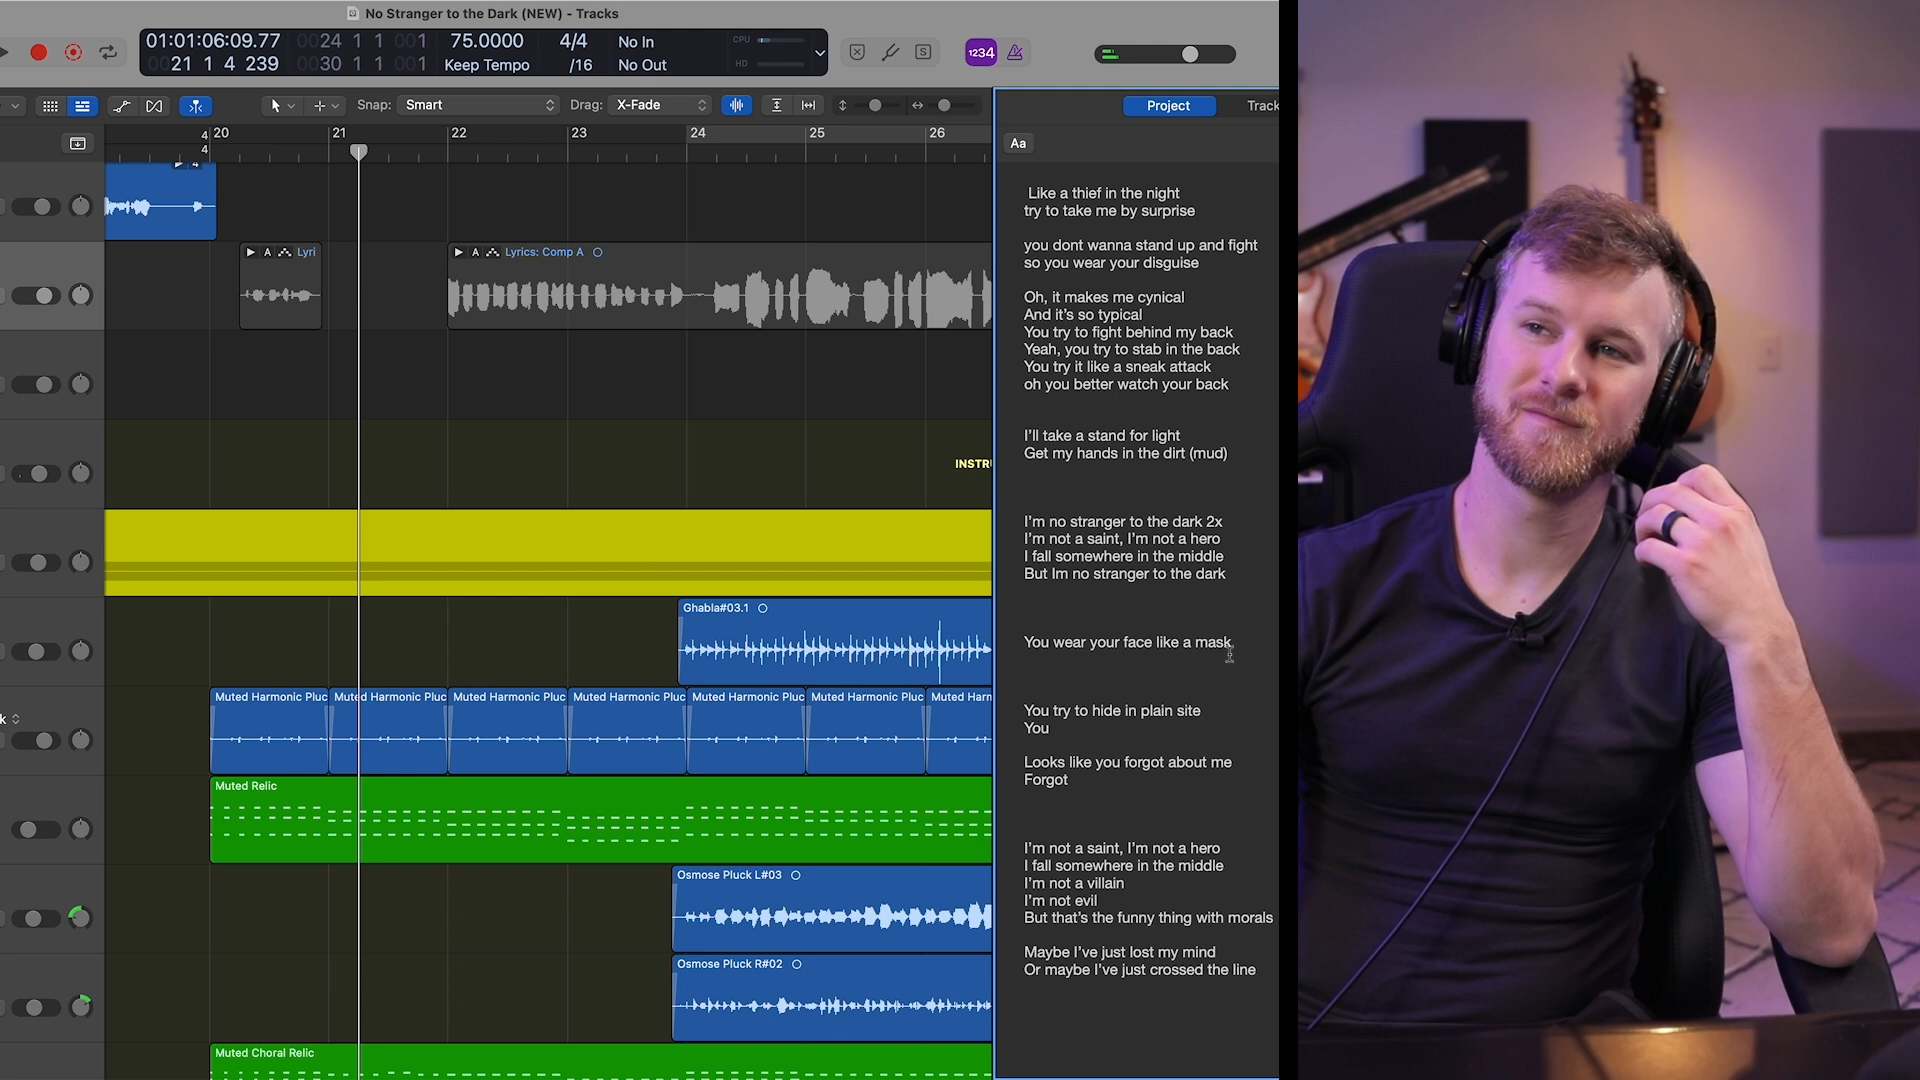 No Stranger to the Dark (NEW) - Tracks
01:01:06:09.77
21 1 4 239
0024 1 1 001
0030 1 1 001
75.0000
Keep Tempo
4/4
/16
No In
No Out
CPU
HD
S
1234
Snap: Smart
Drag: X-Fade
Project
Track
4
4
20
21
22
23
24
25
26
Aa
4
A Lyri
A Lyrics: Comp A
INSTRU
Ghabla#03.1
k
Muted Harmonic Pluc
Muted Harmonic Pluc
Muted Harmonic Pluc
Muted Harmonic Pluc
Muted Harmonic Pluc
Muted Harmonic Pluc
Muted Harn
Muted Relic
Osmose Pluck L#03
Osmose Pluck R#02
Muted Choral Relic
Like a thief in the night
try to take me by surprise
you dont wanna stand up and fight
so you wear your disguise
Oh, it makes me cynical
And it's so typical
You try to fight behind my back
Yeah, you try to stab in the back
You try it like a sneak attack
oh you better watch your back
I'll take a stand for light
Get my hands in the dirt (mud)
I'm no stranger to the dark 2x
I'm not a saint, I'm not a hero
I fall somewhere in the middle
But Im no stranger to the dark
You wear your face like a mask
You try to hide in plain site
You
Looks like you forgot about me
Forgot
I'm not a saint, I'm not a hero
I fall somewhere in the middle
I'm not a villain
I'm not evil
But that's the funny thing with morals
Maybe I've just lost my mind
Or maybe I've just crossed the line